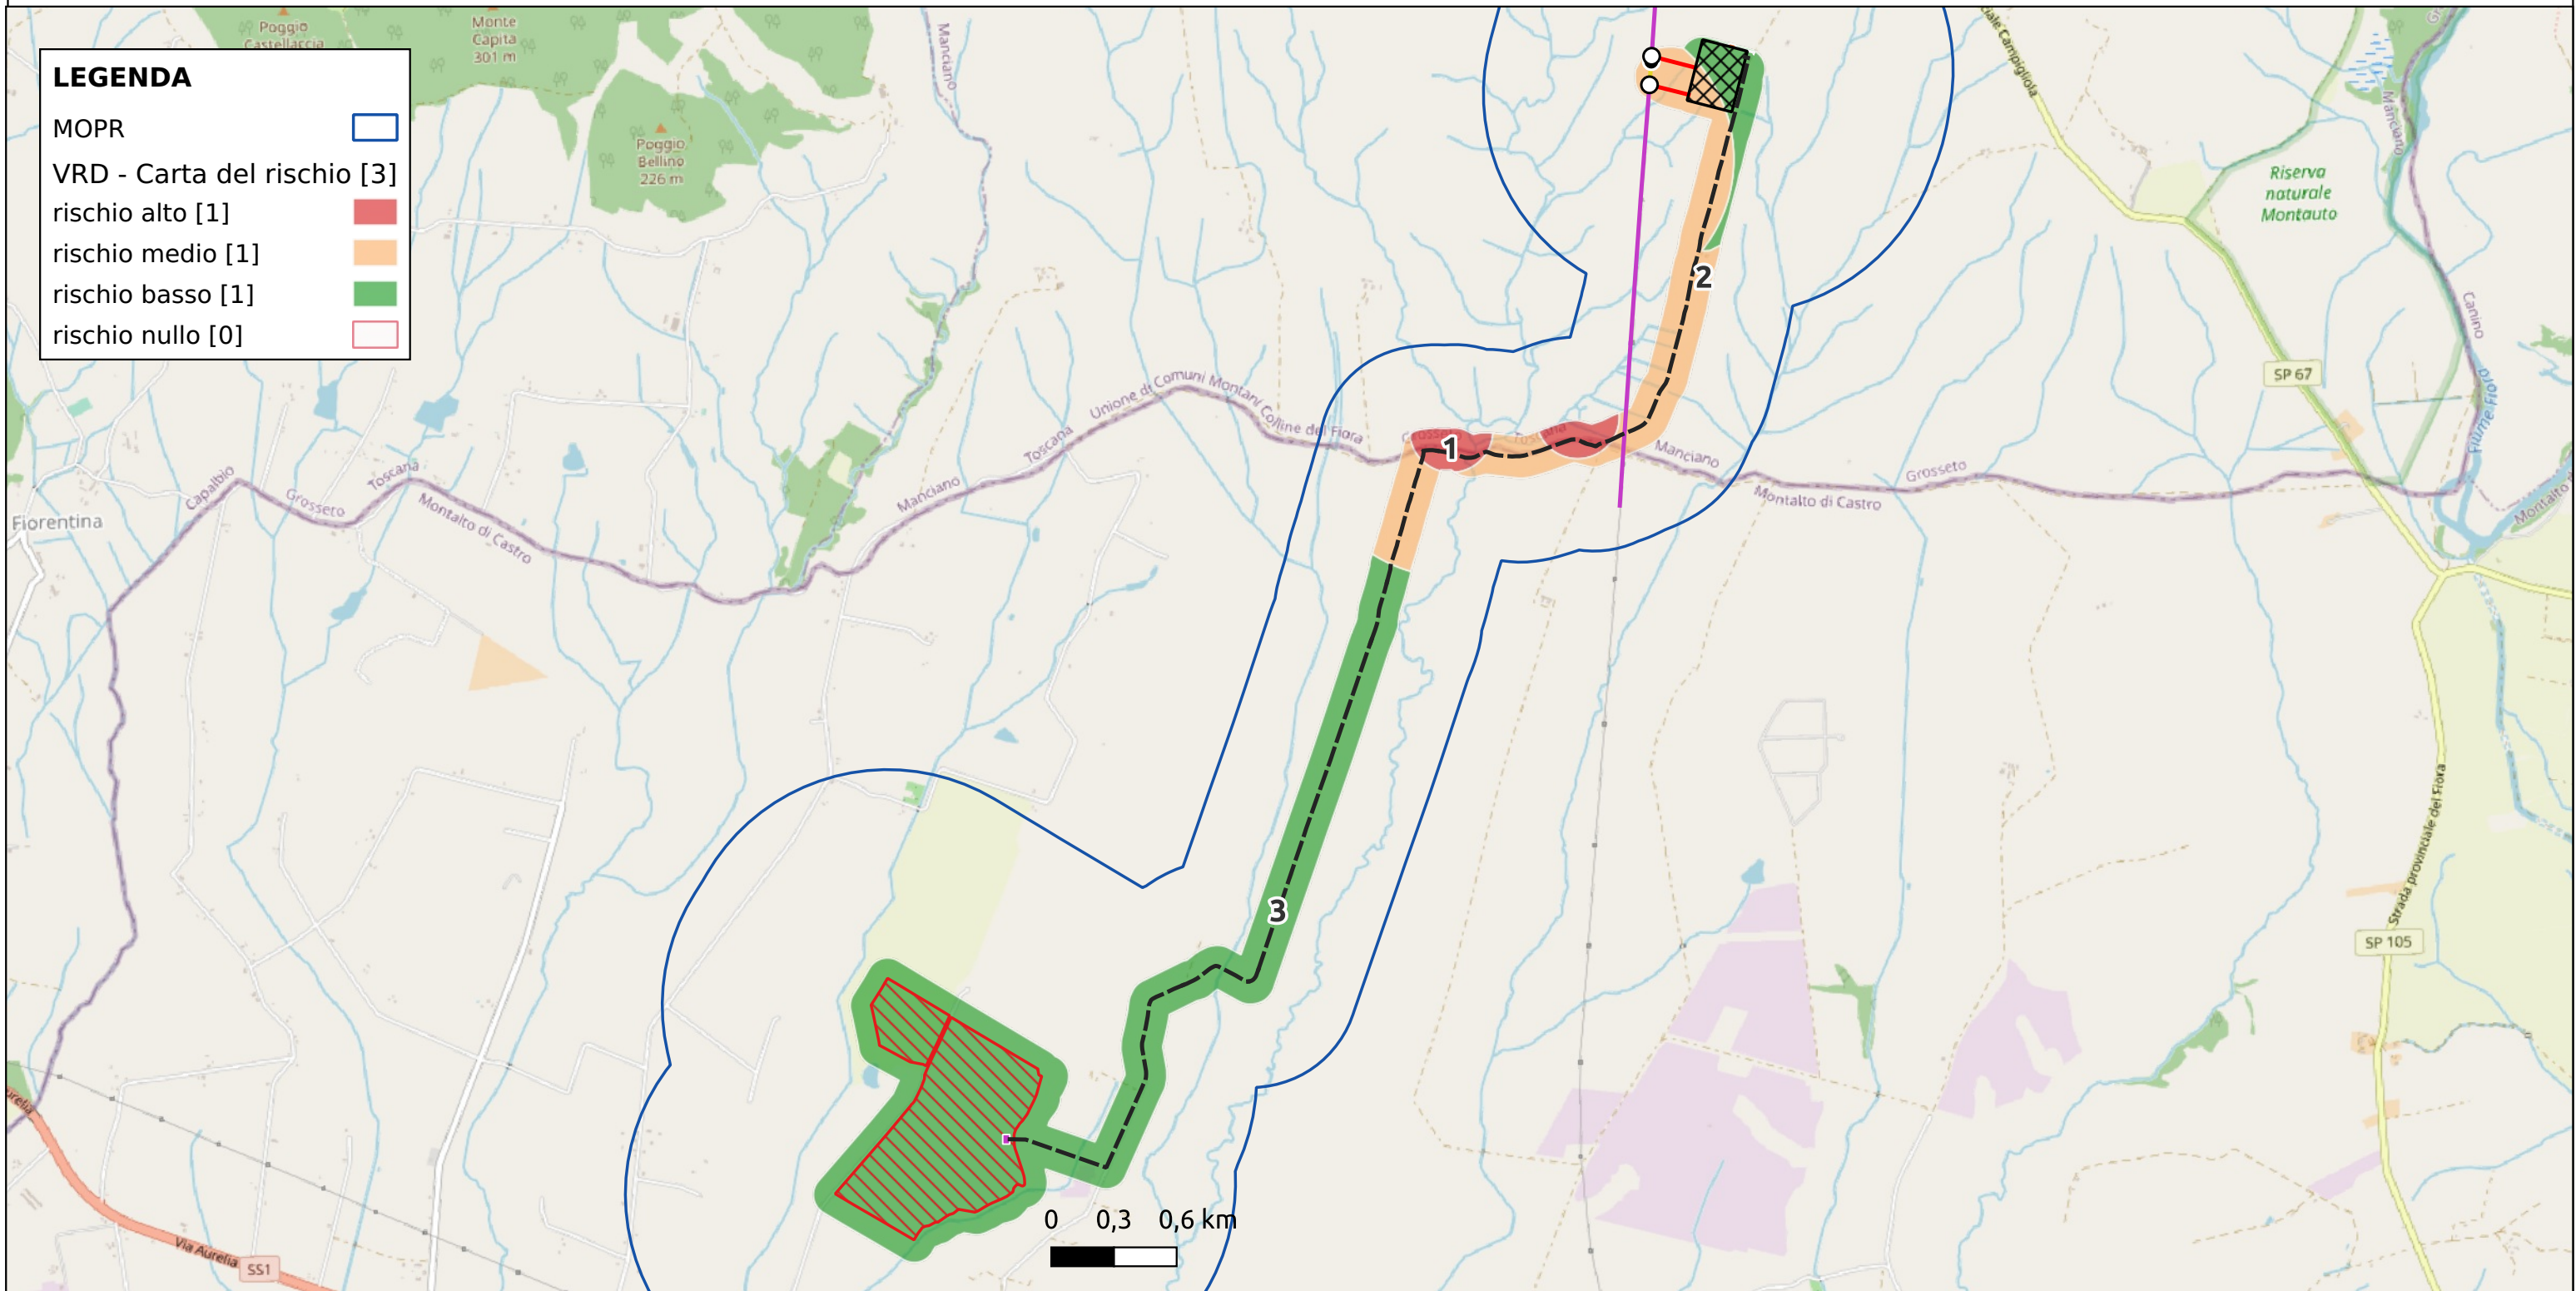 LEGENDA
MOPR
VRD - Carta del rischio [3]
rischio alto [1]
rischio medio [1]
rischio basso [1]
rischio nullo [0]
Poggio
Castellaccia
Monte
Capita
301 m
Poggio
Bellino
226 m
Manciano
Campigliola
Riserva
naturale
Montauto
Manciano
Canino
SP 67
Fiume Fiora
2
1
3
Unione di Comuni Montani Colline del Fiora
Toscana
Manciano
Manciano
Montalto di Castro
Grosseto
Montalto
Capalbio
Grosseto
Toscana
Montalto di Castro
Fiorentina
Strada provinciale del Fiora
SP 105
0 0,3 0,6 km
Via Aurelia
SS1